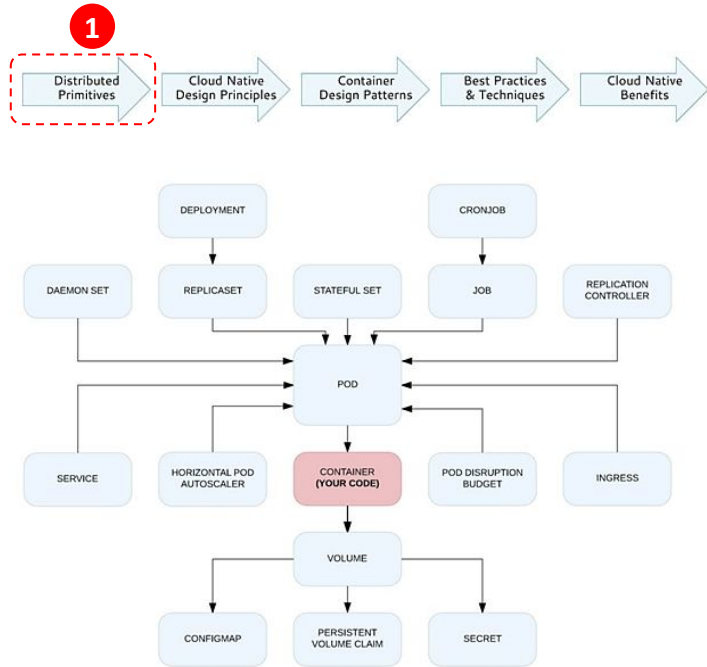 1
Distributed
Primitives
Cloud Native
Design Principles
Container
Design Patterns
Best Practices
& Techniques
Cloud Native
Benefits
DEPLOYMENT
CRONJOB
DAEMON SET
REPLICASET
STATEFUL SET
JOB
REPLICATION
CONTROLLER
POD
SERVICE
HORIZONTAL POD
AUTOSCALER
CONTAINER
(YOUR CODE)
POD DISRUPTION
BUDGET
INGRESS
VOLUME
CONFIGMAP
PERSISTENT
VOLUME CLAIM
SECRET